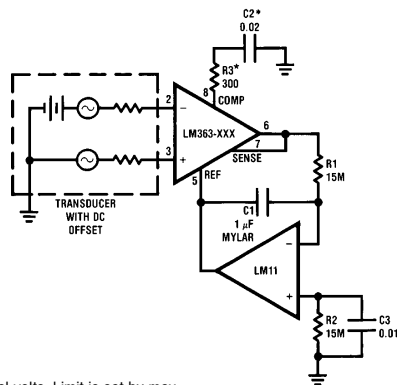 C2*
0.02
R3*
300
8
COMP
2
−
LM363-XXX
6
7
SENSE
3
+
REF
5
R1
15M
TRANSDUCER
WITH DC
OFFSET
C1
1 µF
MYLAR
−
LM11
+
R2
15M
C3
0.01